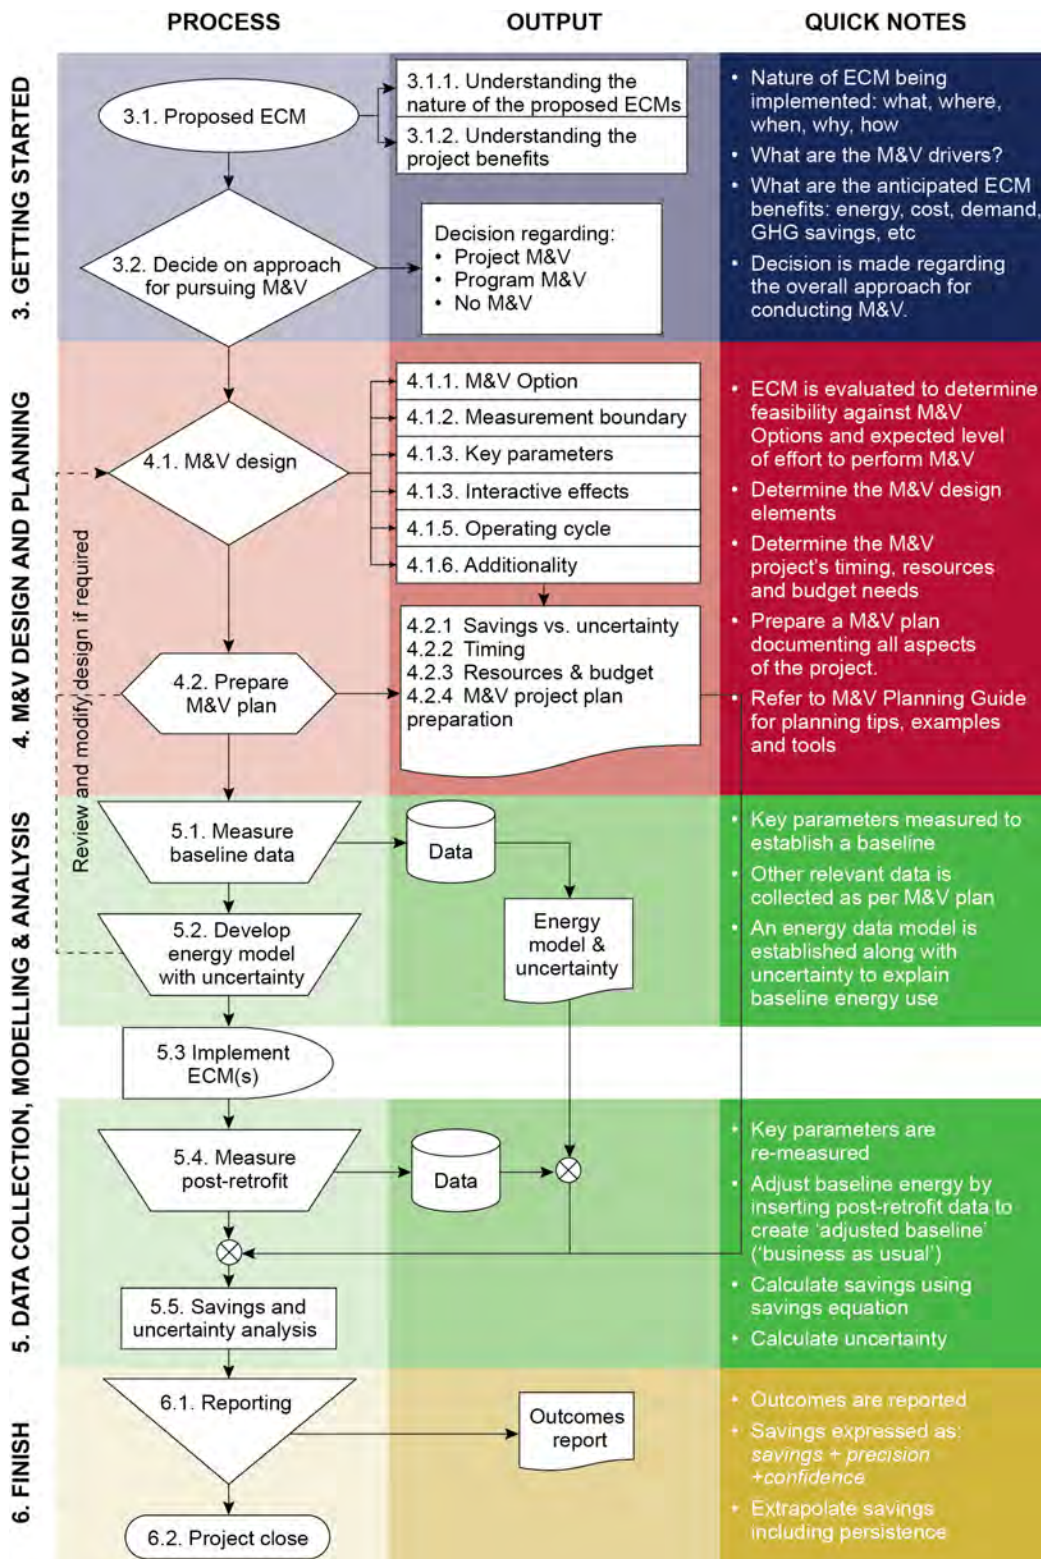 PROCESS
OUTPUT
QUICK NOTES
3. GETTING STARTED
3.1. Proposed ECM
3.1.1. Understanding the
nature of the proposed ECMs
3.1.2. Understanding the
project benefits
3.2. Decide on approach
for pursuing M&V
Decision regarding:
• Project M&V
• Program M&V
• No M&V
• Nature of ECM being
implemented: what, where,
when, why, how
• What are the M&V drivers?
• What are the anticipated ECM
benefits: energy, cost, demand,
GHG savings, etc
• Decision is made regarding
the overall approach for
conducting M&V.
4. M&V DESIGN AND PLANNING
Review and modify design if required
4.1. M&V design
4.1.1. M&V Option
4.1.2. Measurement boundary
4.1.3. Key parameters
4.1.3. Interactive effects
4.1.5. Operating cycle
4.1.6. Additionality
4.2. Prepare
M&V plan
4.2.1 Savings vs. uncertainty
4.2.2 Timing
4.2.3 Resources & budget
4.2.4 M&V project plan
preparation
• ECM is evaluated to determine
feasibility against M&V
Options and expected level
of effort to perform M&V
• Determine the M&V design
elements
• Determine the M&V
project's timing, resources
and budget needs
• Prepare a M&V plan
documenting all aspects
of the project.
• Refer to M&V Planning Guide
for planning tips, examples
and tools
5. DATA COLLECTION, MODELLING & ANALYSIS
5.1. Measure
baseline data
Data
5.2. Develop
energy model
with uncertainty
Energy
model &
uncertainty
• Key parameters measured to
establish a baseline
• Other relevant data is
collected as per M&V plan
• An energy data model is
established along with
uncertainty to explain
baseline energy use
5.3 Implement
ECM(s)
5.4. Measure
post-retrofit
Data
5.5. Savings and
uncertainty analysis
• Key parameters are
re-measured
• Adjust baseline energy by
inserting post-retrofit data to
create ‘adjusted baseline’
(‘business as usual’)
• Calculate savings using
savings equation
• Calculate uncertainty
6. FINISH
6.1. Reporting
Outcomes
report
6.2. Project close
• Outcomes are reported
• Savings expressed as:
savings + precision
+confidence
• Extrapolate savings
including persistence